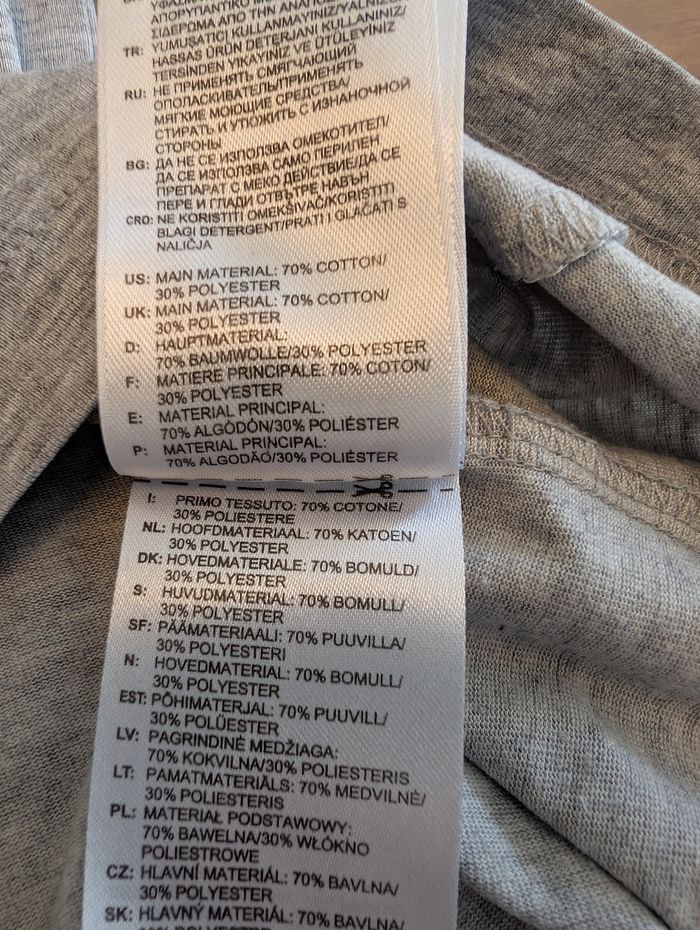 ΑΠΟΡΥΠΑΝΤΙΚΟ
ΣΙΔΕΡΩΜΑ ΑΠΟ ΤΗΝ
TR: YUMUŞATICI KULLANMAYINIZ/YALNIZCA
HASSAS ÜRÜN DETERJANI KULLANINIZ/
TERSİNDEN YIKAYINIZ VE ÜTÜLEYİNİZ
RU: НЕ ПРИМЕНЯТЬ СМЯГЧАЮЩИЙ
ОПОЛАСКИВАТЕЛЬ/ПРИМЕНЯТЬ
МЯГКИЕ МОЮЩИЕ СРЕДСТВА/
СТИРАТЬ И УТЮЖИТЬ С ИЗНАНОЧНОЙ
СТОРОНЫ
BG: ДА НЕ СЕ ИЗПОЛЗВА ОМЕКОТИТЕЛ/
ДА СЕ ИЗПОЛЗВА САМО ПЕРИЛЕН
ПРЕПАРАТ С МЕКО ДЕЙСТВИЕ/ДА СЕ
ПЕРЕ И ГЛАДИ ОТВЪТРЕ НАВЪН
CRO: NE KORISTITI OMEKŠIVAČ/KORISTITI
BLAGI DETERGENT/PRATI I GLAČATI S
NALIČJA
US: MAIN MATERIAL: 70% COTTON/
30% POLYESTER
UK: MAIN MATERIAL: 70% COTTON/
30% POLYESTER
D: HAUPTMATERIAL:
70% BAUMWOLLE/30% POLYESTER
F: MATIERE PRINCIPALE: 70% COTON/
30% POLYESTER
E: MATERIAL PRINCIPAL:
70% ALGÒDÓN/30% POLIÉSTER
P: MATERIAL PRINCIPAL:
70% ALGODÃO/30% POLIÉSTER
I: PRIMO TESSUTO: 70% COTONE/
30% POLIESTERE
NL: HOOFDMATERIAAL: 70% KATOEN/
30% POLYESTER
DK: HOVEDMATERIALE: 70% BOMULD/
30% POLYESTER
S: HUVUDMATERIAL: 70% BOMULL/
30% POLYESTER
SF: PÄÄMATERIAALI: 70% PUUVILLA/
30% POLYESTERI
N: HOVEDMATERIAL: 70% BOMULL/
30% POLYESTER
EST: PÕHIMATERJAL: 70% PUUVILL/
30% POLÜESTER
LV: PAGRINDINĖ MEDŽIAGA:
70% KOKVILNA/30% POLIESTERIS
LT: PAMATMATERIĀLS: 70% MEDVILNĖ/
30% POLIESTERIS
PL: MATERIAŁ PODSTAWOWY:
70% BAWEŁNA/30% WŁÓKNO
POLIESTROWE
CZ: HLAVNÍ MATERIÁL: 70% BAVLNA/
30% POLYESTER
SK: HLAVNÝ MATERIÁL: 70% BAVLNA/
30% POLYESTER